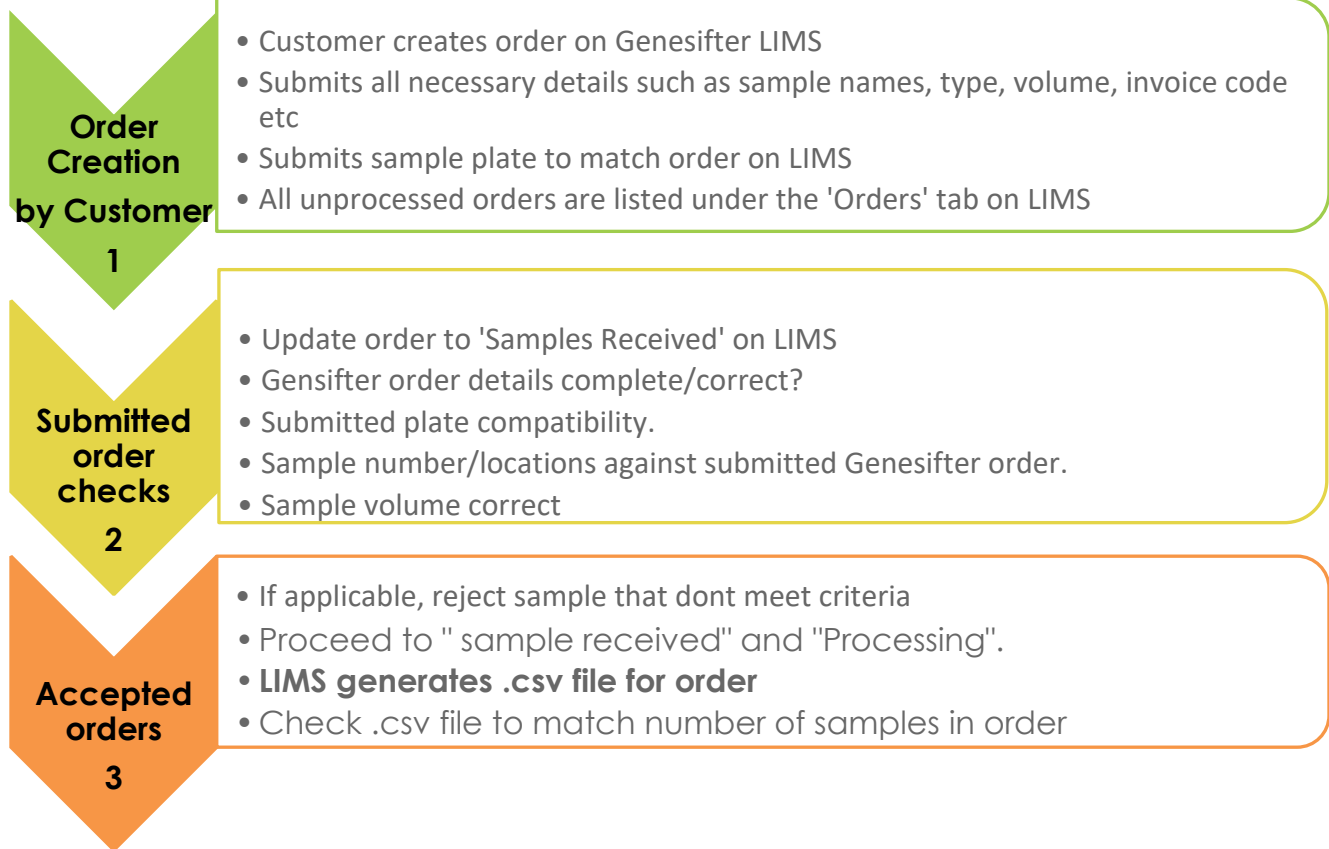 Order
Creation
by Customer
1
• Customer creates order on Genesifter LIMS
• Submits all necessary details such as sample names, type, volume, invoice code
etc
• Submits sample plate to match order on LIMS
• All unprocessed orders are listed under the 'Orders' tab on LIMS
Submitted
order
checks
2
• Update order to 'Samples Received' on LIMS
• Gensifter order details complete/correct?
• Submitted plate compatibility.
• Sample number/locations against submitted Genesifter order.
• Sample volume correct
Accepted
orders
3
• If applicable, reject sample that dont meet criteria
• Proceed to " sample received" and "Processing".
• LIMS generates .csv file for order
• Check .csv file to match number of samples in order